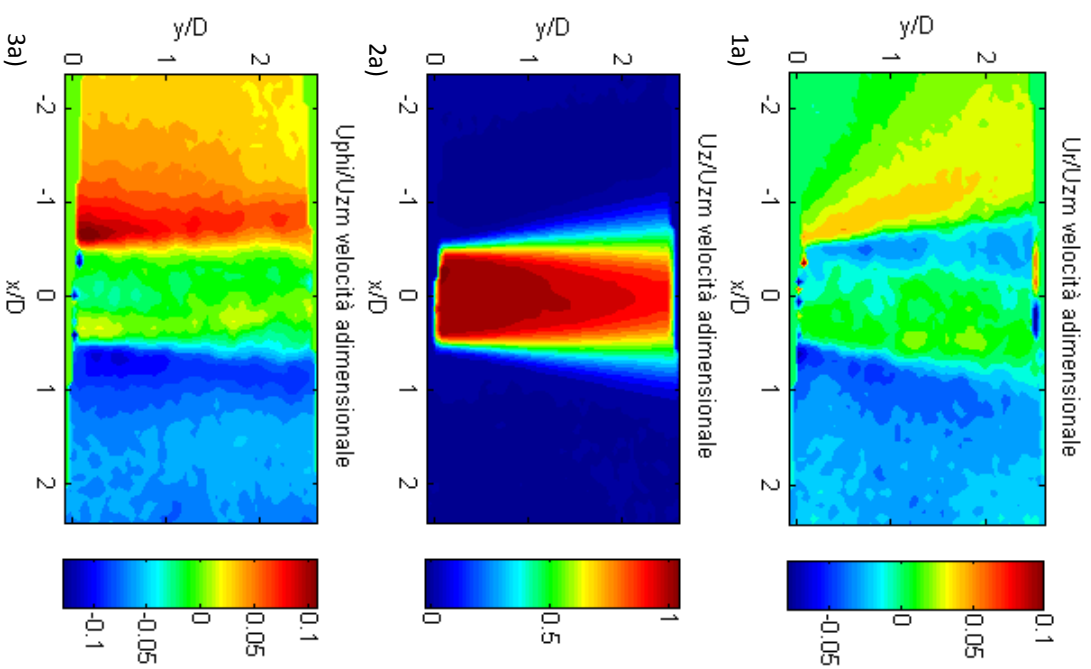 1a)
Ur/Uzm velocità adimensionale
y/D
2
1
0
-2 -1 0 1 2
x/D
0.1
0.05
0
-0.05
2a)
Uz/Uzm velocità adimensionale
y/D
2
1
0
-2 -1 0 1 2
x/D
1
0.5
0
3a)
Uphi/Uzm velocità adimensionale
y/D
2
1
0
-2 -1 0 1 2
x/D
0.1
0.05
0
-0.05
-0.1